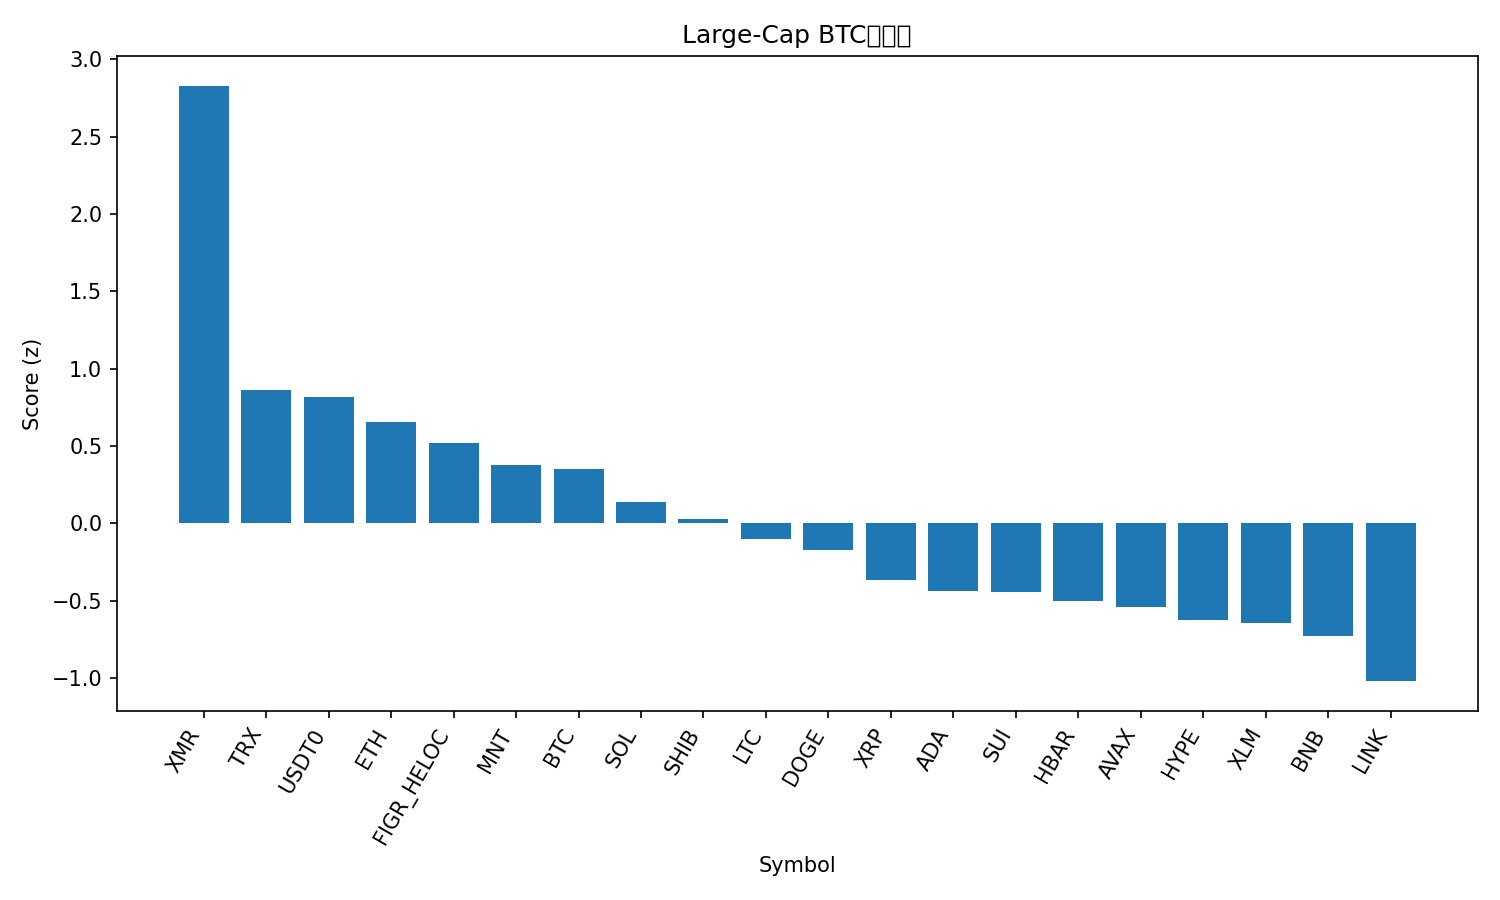 Large-Cap BTC
3.0
2.5
2.0
1.5
1.0
0.5
0.0
−0.5
−1.0
Score (z)
XMR
TRX
USDT0
ETH
FIGR_HELOC
MNT
BTC
SOL
SHIB
LTC
DOGE
XRP
ADA
SUI
HBAR
AVAX
HYPE
XLM
BNB
LINK
Symbol